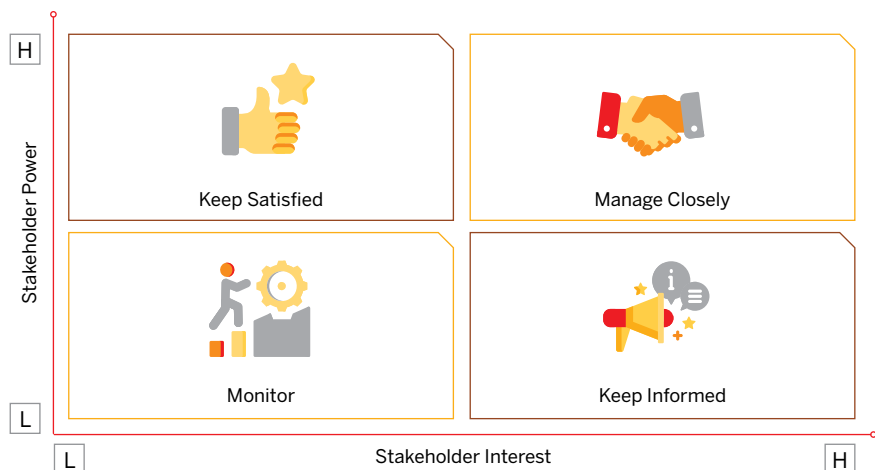 H
Keep Satisfied
Manage Closely
Stakeholder Power
i
Monitor
Keep Informed
L
L
Stakeholder Interest
H